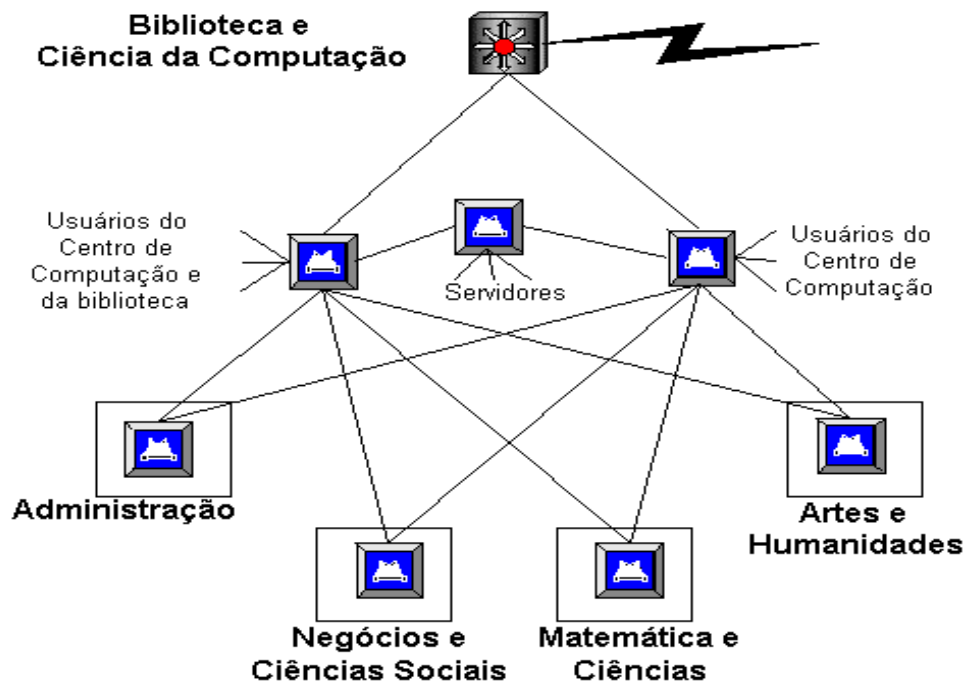 Biblioteca e
Ciência da Computação
Usuários do
Centro de
Computação e
da biblioteca
Servidores
Usuários do
Centro de
Computação
Administração
Artes e
Humanidades
Negócios e
Ciências Sociais
Matemática e
Ciências